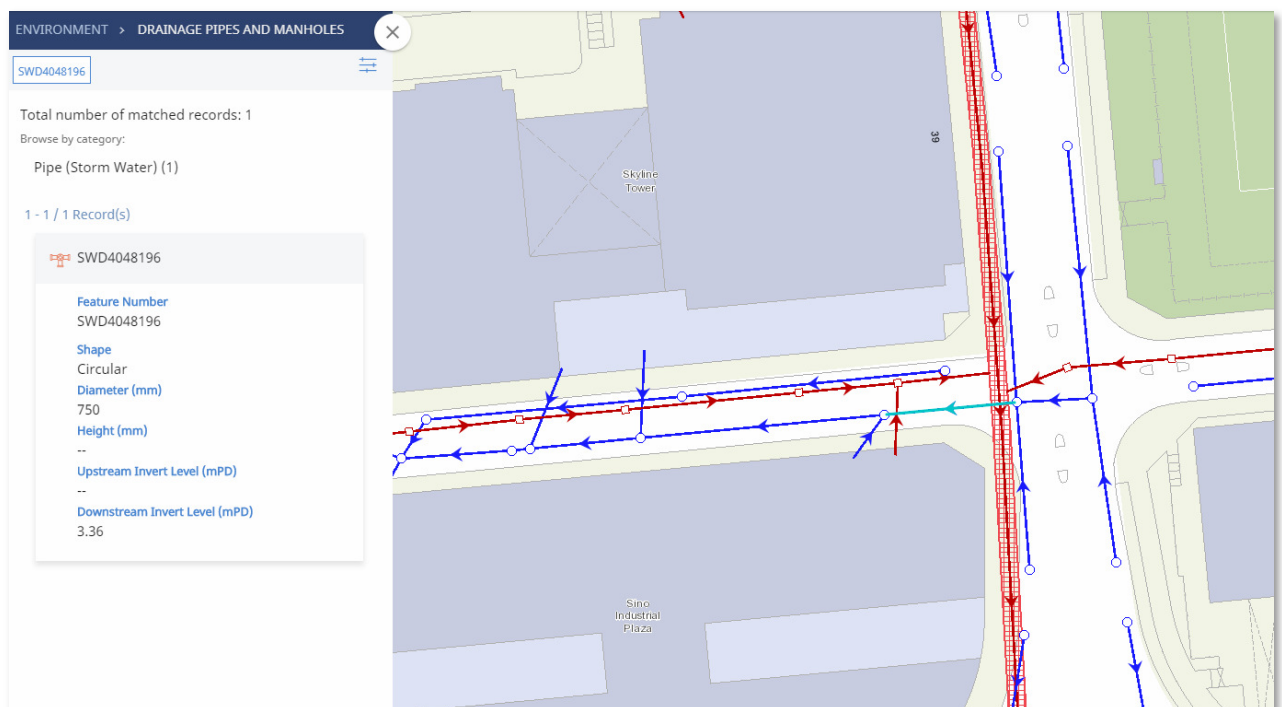 ENVIRONMENT > DRAINAGE PIPES AND MANHOLES
SWD4048196
Total number of matched records: 1
Browse by category:
Pipe (Storm Water) (1)
1 - 1 / 1 Record(s)
SWD4048196
Feature Number
SWD4048196
Shape
Circular
Diameter (mm)
750
Height (mm)
--
Upstream Invert Level (mPD)
--
Downstream Invert Level (mPD)
3.36
39
Skyline
Tower
Sino
Industrial
Plaza